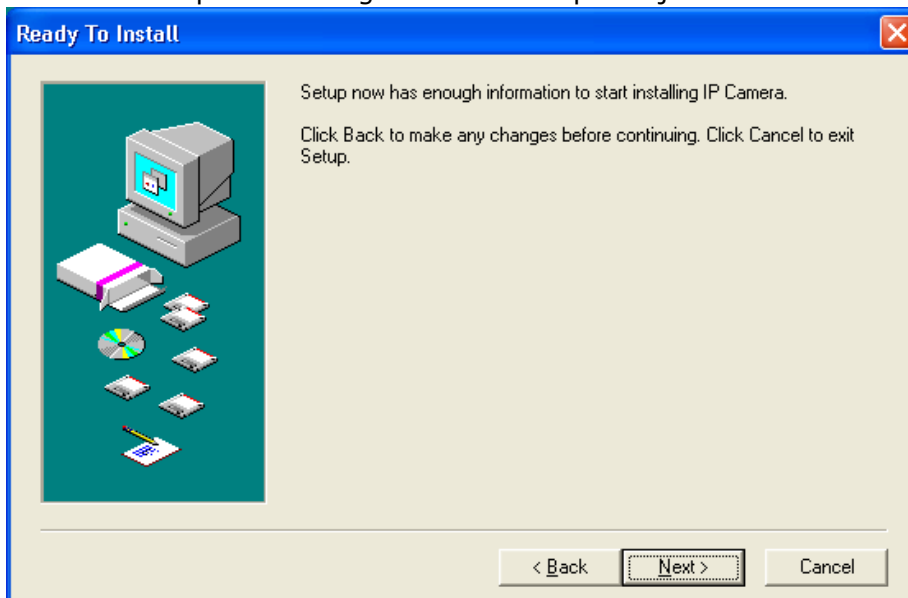 Ready To Install
Setup now has enough information to start installing IP Camera.
Click Back to make any changes before continuing. Click Cancel to exit
Setup.
< Back
Next >
Cancel